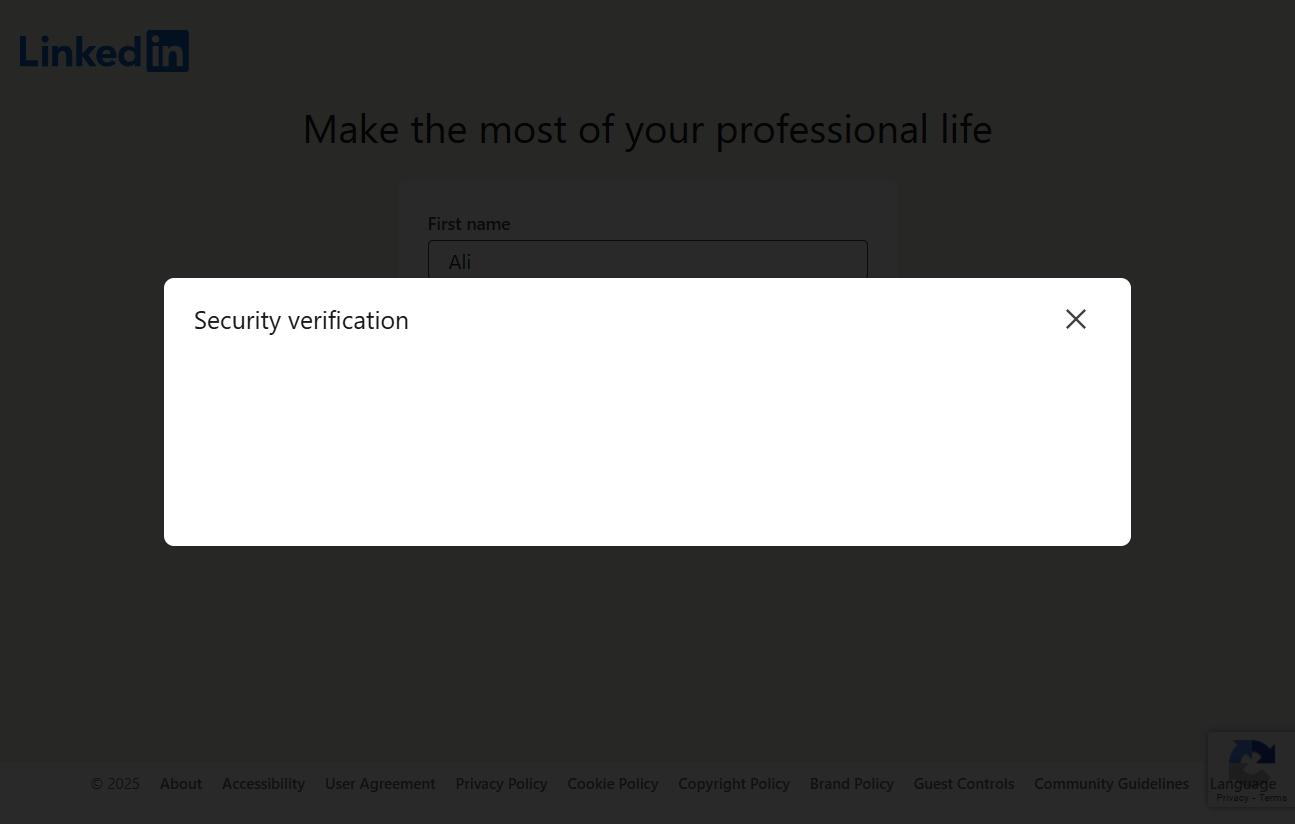 LinkedIn
Make the most of your professional life
First name
Ali
Security verification
© 2025 About Accessibility User Agreement Privacy Policy Cookie Policy Copyright Policy Brand Policy Guest Controls Community Guidelines Language
Privacy - Terms